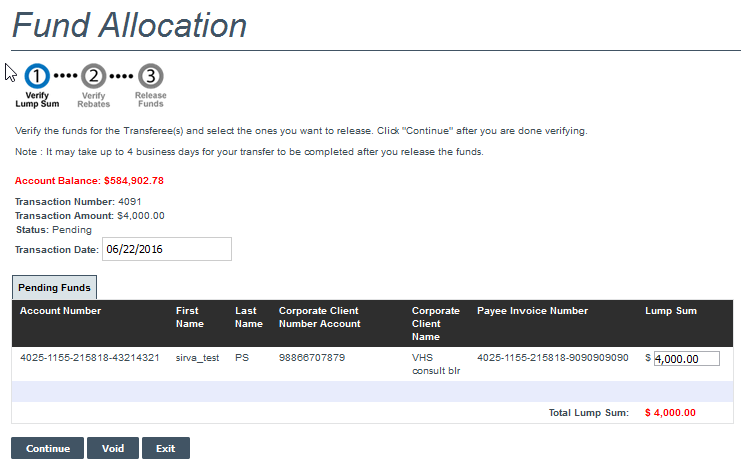 Fund Allocation
1 2 3
Verify Lump Sum
Verify Rebates
Release Funds
Verify the funds for the Transferee(s) and select the ones you want to release. Click "Continue" after you are done verifying.
Note : It may take up to 4 business days for your transfer to be completed after you release the funds.
Account Balance: $584,902.78
Transaction Number: 4091
Transaction Amount: $4,000.00
Status: Pending
Transaction Date: 06/22/2016
Pending Funds
Account Number First Name Last Name Corporate Client Number Account Corporate Client Name Payee Invoice Number Lump Sum
4025-1155-215818-43214321 sirva_test PS 98866707879 VHS consult blr 4025-1155-215818-9090909090 $ 4,000.00
Total Lump Sum: $ 4,000.00
Continue Void Exit